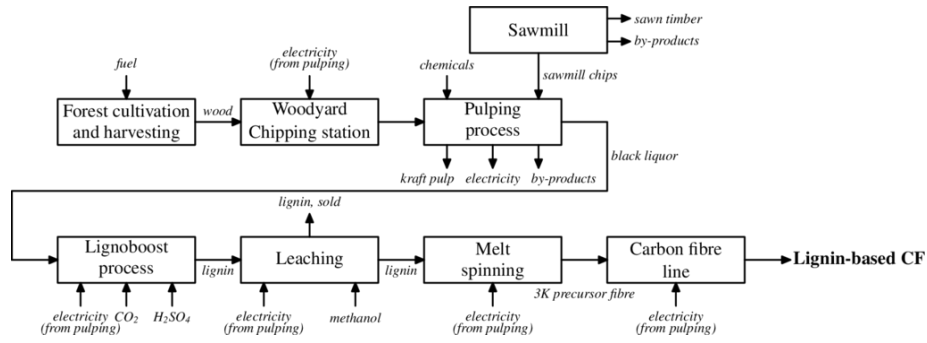 Sawmill
sawn timber
by-products
electricity
(from pulping)
fuel
chemicals
sawmill chips
Forest cultivation
and harvesting
wood
Woodyard
Chipping station
Pulping
process
black liquor
kraft pulp
electricity
by-products
lignin, sold
Lignoboost
process
lignin
Leaching
lignin
Melt
spinning
3K precursor fibre
Carbon fibre
line
Lignin-based CF
electricity
(from pulping)
CO2
H2SO4
electricity
(from pulping)
methanol
electricity
(from pulping)
electricity
(from pulping)